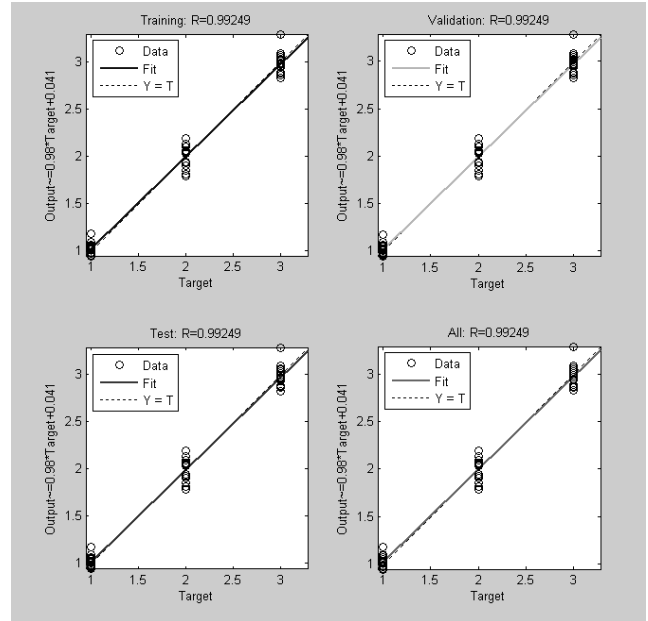 Training: R=0.99249
Output~=0.98*Target+0.041
3
2.5
2
1.5
1
Data
Fit
Y = T
1
1.5
2
2.5
3
Target
Validation: R=0.99249
Output~=0.98*Target+0.041
3
2.5
2
1.5
1
Data
Fit
Y = T
1
1.5
2
2.5
3
Target
Test: R=0.99249
Output~=0.98*Target+0.041
3
2.5
2
1.5
1
Data
Fit
Y = T
1
1.5
2
2.5
3
Target
All: R=0.99249
Output~=0.98*Target+0.041
3
2.5
2
1.5
1
Data
Fit
Y = T
1
1.5
2
2.5
3
Target